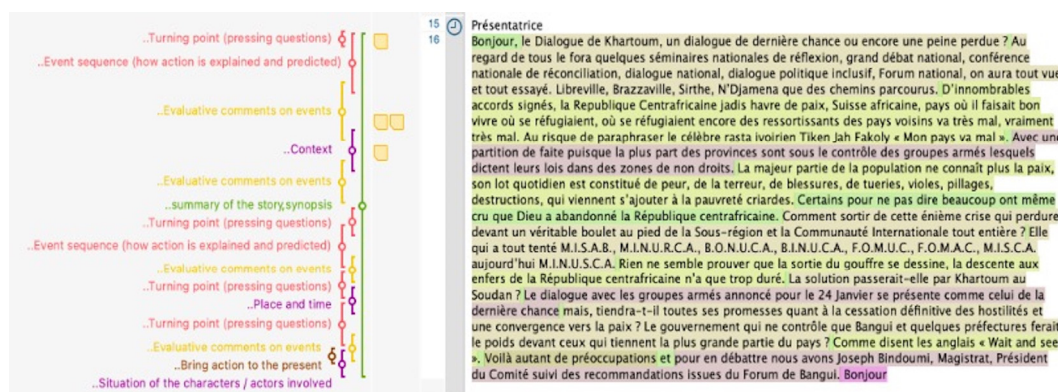 ..Turning point (pressing questions)
..Event sequence (how action is explained and predicted)
..Evaluative comments on events
..Context
..Evaluative comments on events
..summary of the story,synopsis
..Turning point (pressing questions)
..Event sequence (how action is explained and predicted)
..Evaluative comments on events
..Turning point (pressing questions)
..Place and time
..Turning point (pressing questions)
..Evaluative comments on events
..Bring action to the present
..Situation of the characters / actors involved
15
16
Présentatrice
Bonjour, le Dialogue de Khartoum, un dialogue de dernière chance ou encore une peine perdue ? Au
regard de tous le fora quelques séminaires nationales de réflexion, grand débat national, conférence
nationale de réconciliation, dialogue national, dialogue politique inclusif, Forum national, on aura tout vue
et tout essayé. Libreville, Brazzaville, Sirthe, N'Djamena que des chemins parcourus. D'innombrables
accords signés, la Republique Centrafricaine jadis havre de paix, Suisse africaine, pays où il faisait bon
vivre où se réfugiaient, où se réfugiaient encore des ressortissants des pays voisins va très mal, vraiment
très mal. Au risque de paraphraser le célèbre rasta ivoirien Tiken Jah Fakoly « Mon pays va mal ». Avec une
partition de faite puisque la plus part des provinces sont sous le contrôle des groupes armés lesquels
dictent leurs lois dans des zones de non droits. La majeur partie de la population ne connaît plus la paix,
son lot quotidien est constitué de peur, de la terreur, de blessures, de tueries, violes, pillages,
destructions, qui viennent s'ajouter à la pauvreté criardes. Certains pour ne pas dire beaucoup ont même
cru que Dieu a abandonné la République centrafricaine. Comment sortir de cette énième crise qui perdure
devant un véritable boulet au pied de la Sous-région et la Communauté Internationale tout entière ? Elle
qui a tout tenté M.I.S.A.B., M.I.N.U.R.C.A., B.O.N.U.C.A., B.I.N.U.C.A., F.O.M.U.C., F.O.M.A.C., M.I.S.C.A.
aujourd'hui M.I.N.U.S.C.A. Rien ne semble prouver que la sortie du gouffre se dessine, la descente aux
enfers de la République centrafricaine n'a que trop duré. La solution passerait-elle par Khartoum au
Soudan ? Le dialogue avec les groupes armés annoncé pour le 24 Janvier se présente comme celui de la
dernière chance mais, tiendra-t-il toutes ses promesses quant à la cessation définitive des hostilités et
une convergence vers la paix ? Le gouvernement qui ne contrôle que Bangui et quelques préfectures ferait
le poids devant ceux qui tiennent la plus grande partie du pays ? Comme disent les anglais « Wait and see
». Voilà autant de préoccupations et pour en débattre nous avons Joseph Bindoumi, Magistrat, Président
du Comité suivi des recommandations issues du Forum de Bangui. Bonjour